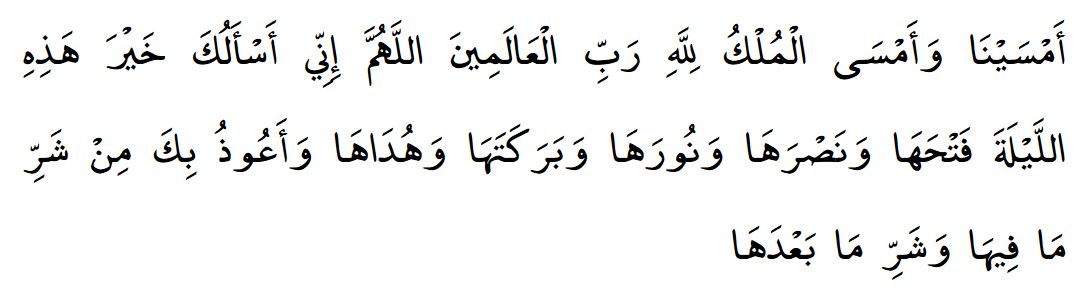 أَمْسَيْنَا وَأَمْسَى الْمُلْكُ لِلَّهِ رَبِّ الْعَالَمِينَ اللَّهُمَّ إِنِّي أَسْأَلُكَ خَيْرَ هَذِهِ
اللَّيْلَةَ فَتْحَهَا وَنَصْرَهَا وَنُورَهَا وَبَرَكَتَهَا وَهُدَاهَا وَأَعُوذُ بِكَ مِنْ شَرِّ
مَا فِيهَا وَشَرِّ مَا بَعْدَهَا